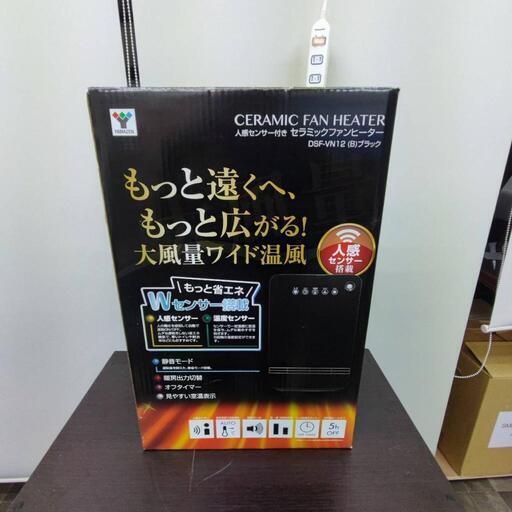 YAMAZEN
CERAMIC FAN HEATER
人感センサー付き セラミックファンヒーター
DSF-VN12 (B)ブラック
もっと遠くへ、
もっと広がる!
大風量ワイド温風
人感
センサー
搭載
もっと省エネ
Wセンサー搭載
人感センサー
温度センサー
静音モード
暖房出力切替
オフタイマー
見やすい室温表示
AUTO
℃
5h
OFF